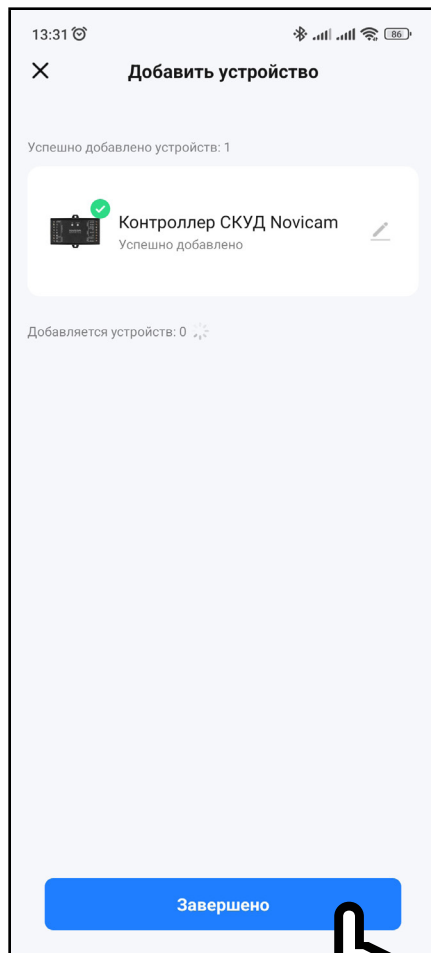 13:31
86
Добавить устройство
Успешно добавлено устройств: 1
Контроллер СКУД Novicam
Успешно добавлено
Добавляется устройств: 0
Завершено